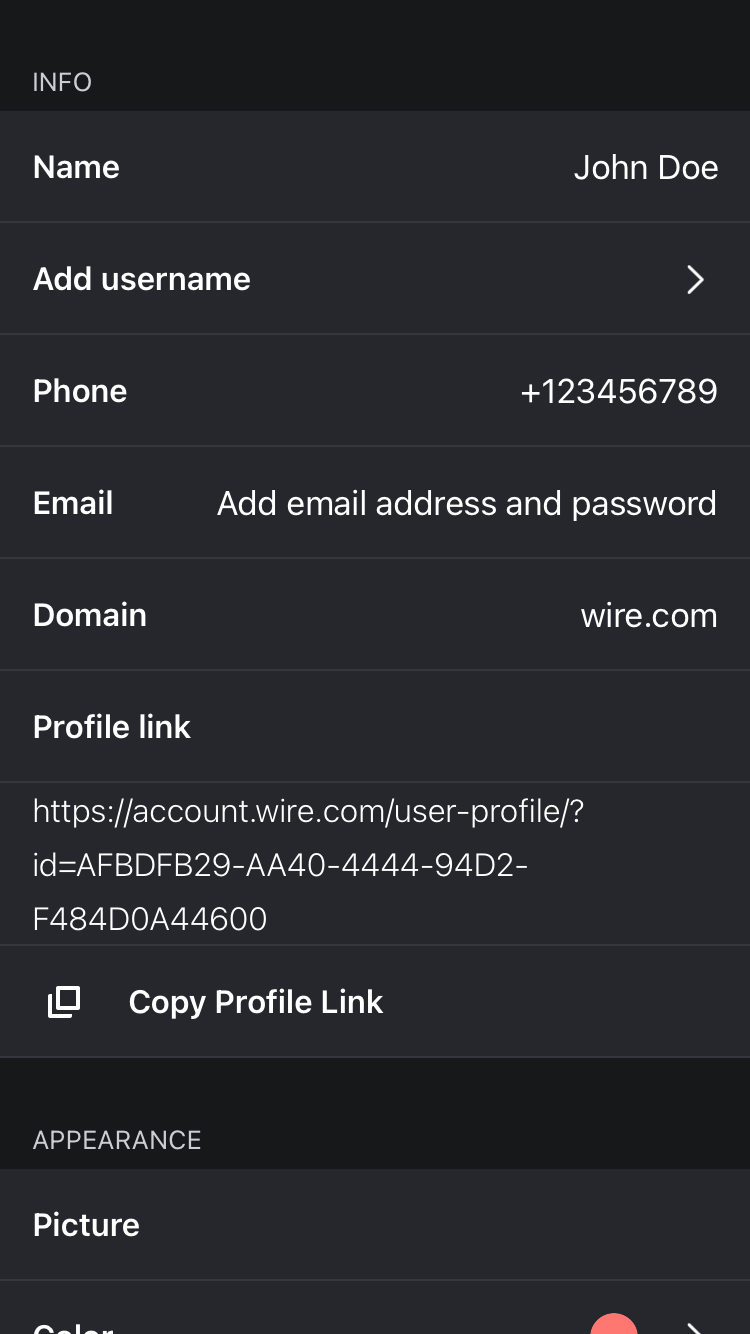 INFO
Name John Doe
Add username
Phone +123456789
Email Add email address and password
Domain wire.com
Profile link
https://account.wire.com/user-profile/?
id=AFBDFB29-AA40-4444-94D2-
F484D0A44600
Copy Profile Link
APPEARANCE
Picture
Color